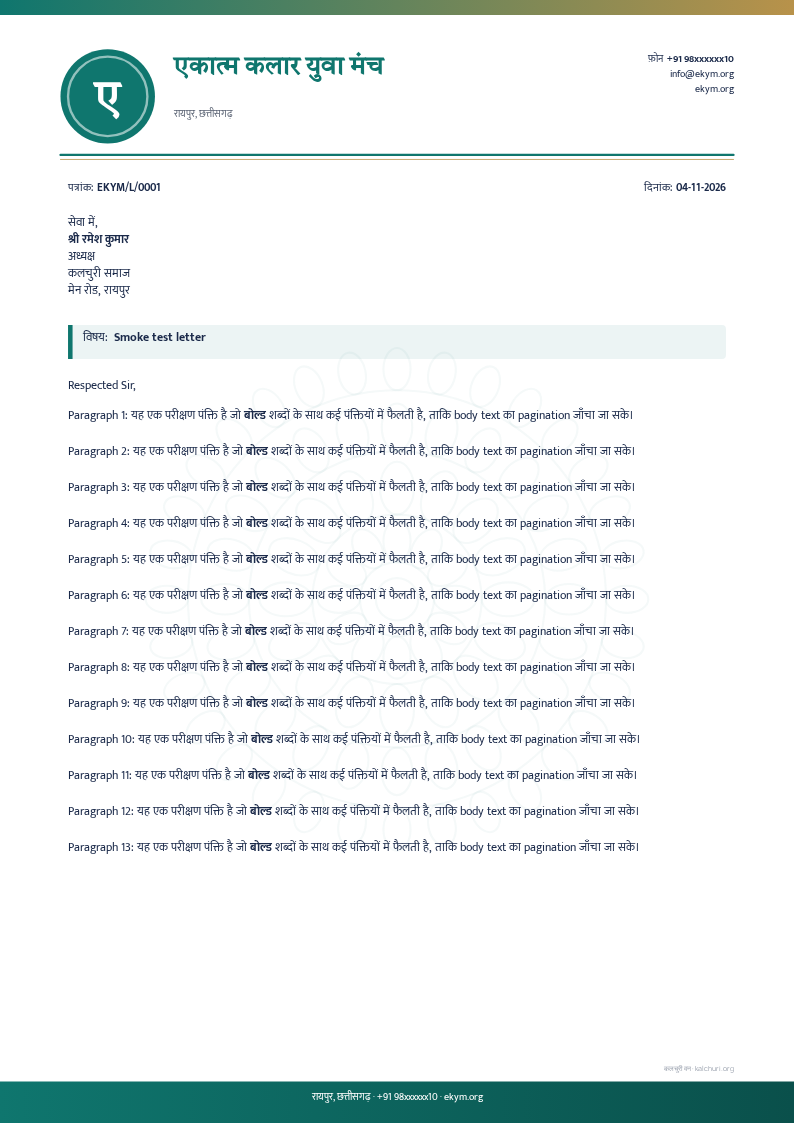 ए
एकात्म कलार युवा मंच
रायपुर, छत्तीसगढ़
फ़ोन +91 98xxxxxx10
info@ekym.org
ekym.org
पत्रांक: EKYM/L/0001
दिनांक: 04-11-2026
सेवा में,
श्री रमेश कुमार
अध्यक्ष
कलचुरी समाज
मेन रोड, रायपुर
विषय: Smoke test letter
Respected Sir,
Paragraph 1: यह एक परीक्षण पंक्ति है जो बोल्ड शब्दों के साथ कई पंक्तियों में फैलती है, ताकि body text का pagination जाँचा जा सके।
Paragraph 2: यह एक परीक्षण पंक्ति है जो बोल्ड शब्दों के साथ कई पंक्तियों में फैलती है, ताकि body text का pagination जाँचा जा सके।
Paragraph 3: यह एक परीक्षण पंक्ति है जो बोल्ड शब्दों के साथ कई पंक्तियों में फैलती है, ताकि body text का pagination जाँचा जा सके।
Paragraph 4: यह एक परीक्षण पंक्ति है जो बोल्ड शब्दों के साथ कई पंक्तियों में फैलती है, ताकि body text का pagination जाँचा जा सके।
Paragraph 5: यह एक परीक्षण पंक्ति है जो बोल्ड शब्दों के साथ कई पंक्तियों में फैलती है, ताकि body text का pagination जाँचा जा सके।
Paragraph 6: यह एक परीक्षण पंक्ति है जो बोल्ड शब्दों के साथ कई पंक्तियों में फैलती है, ताकि body text का pagination जाँचा जा सके।
Paragraph 7: यह एक परीक्षण पंक्ति है जो बोल्ड शब्दों के साथ कई पंक्तियों में फैलती है, ताकि body text का pagination जाँचा जा सके।
Paragraph 8: यह एक परीक्षण पंक्ति है जो बोल्ड शब्दों के साथ कई पंक्तियों में फैलती है, ताकि body text का pagination जाँचा जा सके।
Paragraph 9: यह एक परीक्षण पंक्ति है जो बोल्ड शब्दों के साथ कई पंक्तियों में फैलती है, ताकि body text का pagination जाँचा जा सके।
Paragraph 10: यह एक परीक्षण पंक्ति है जो बोल्ड शब्दों के साथ कई पंक्तियों में फैलती है, ताकि body text का pagination जाँचा जा सके।
Paragraph 11: यह एक परीक्षण पंक्ति है जो बोल्ड शब्दों के साथ कई पंक्तियों में फैलती है, ताकि body text का pagination जाँचा जा सके।
Paragraph 12: यह एक परीक्षण पंक्ति है जो बोल्ड शब्दों के साथ कई पंक्तियों में फैलती है, ताकि body text का pagination जाँचा जा सके।
Paragraph 13: यह एक परीक्षण पंक्ति है जो बोल्ड शब्दों के साथ कई पंक्तियों में फैलती है, ताकि body text का pagination जाँचा जा सके।
कलचुरी · kalchuri.org
रायपुर, छत्तीसगढ़ · +91 98xxxxxx10 · ekym.org